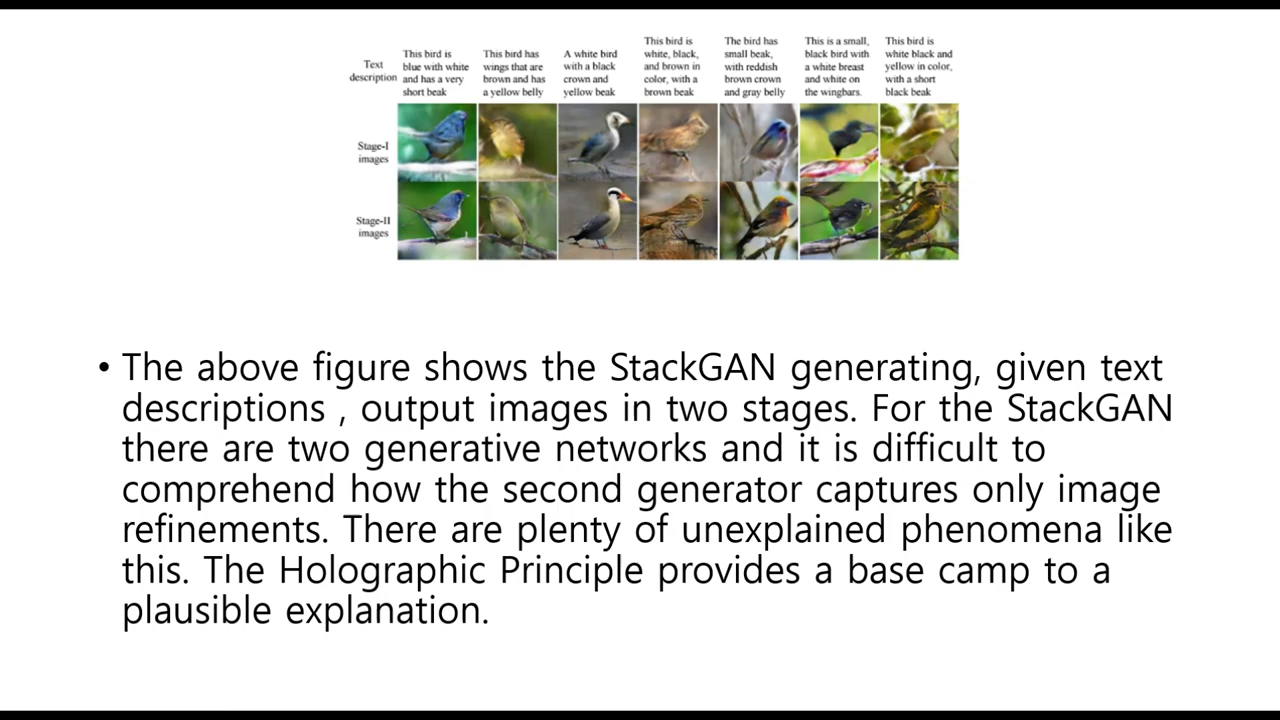 Text
description
This bird is
blue with white
and has a very
short beak
This bird has
wings that are
brown and has
a yellow belly
A white bird
with a black
crown and
yellow beak
This bird is
white, black,
and brown in
color, with a
brown beak
The bird has
small beak,
with reddish
brown crown
and gray belly
This is a small,
black bird with
a white breast
and white on
the wingbars.
This bird is
white black and
yellow in color,
with a short
black beak
Stage-I
images
Stage-II
images
• The above figure shows the StackGAN generating, given text
descriptions , output images in two stages. For the StackGAN
there are two generative networks and it is difficult to
comprehend how the second generator captures only image
refinements. There are plenty of unexplained phenomena like
this. The Holographic Principle provides a base camp to a
plausible explanation.